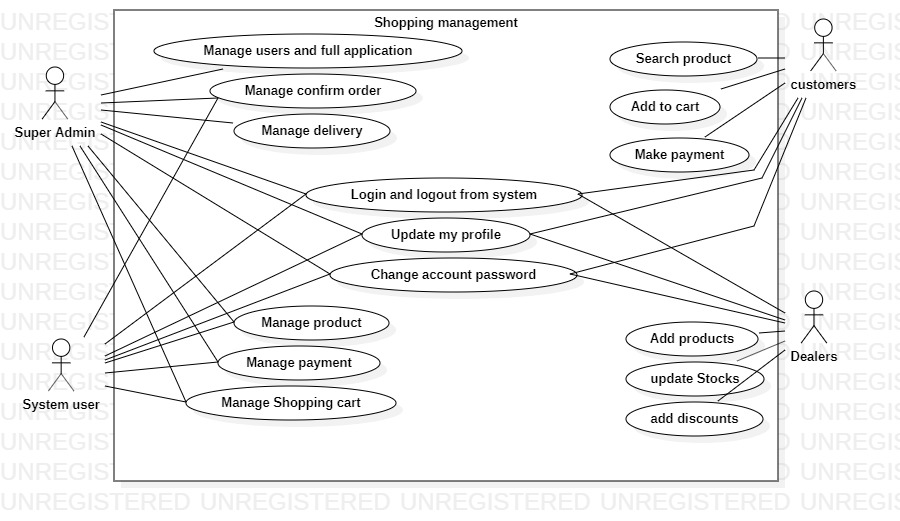 Shopping management
Manage users and full application
Manage confirm order
Manage delivery
Super Admin
Search product
Add to cart
Make payment
customers
Login and logout from system
Update my profile
Change account password
Manage product
Manage payment
Manage Shopping cart
System user
Add products
update Stocks
add discounts
Dealers
UNREGISTERED UNREGISTERED UNREGISTERED UNREGISTERED UNREGIS